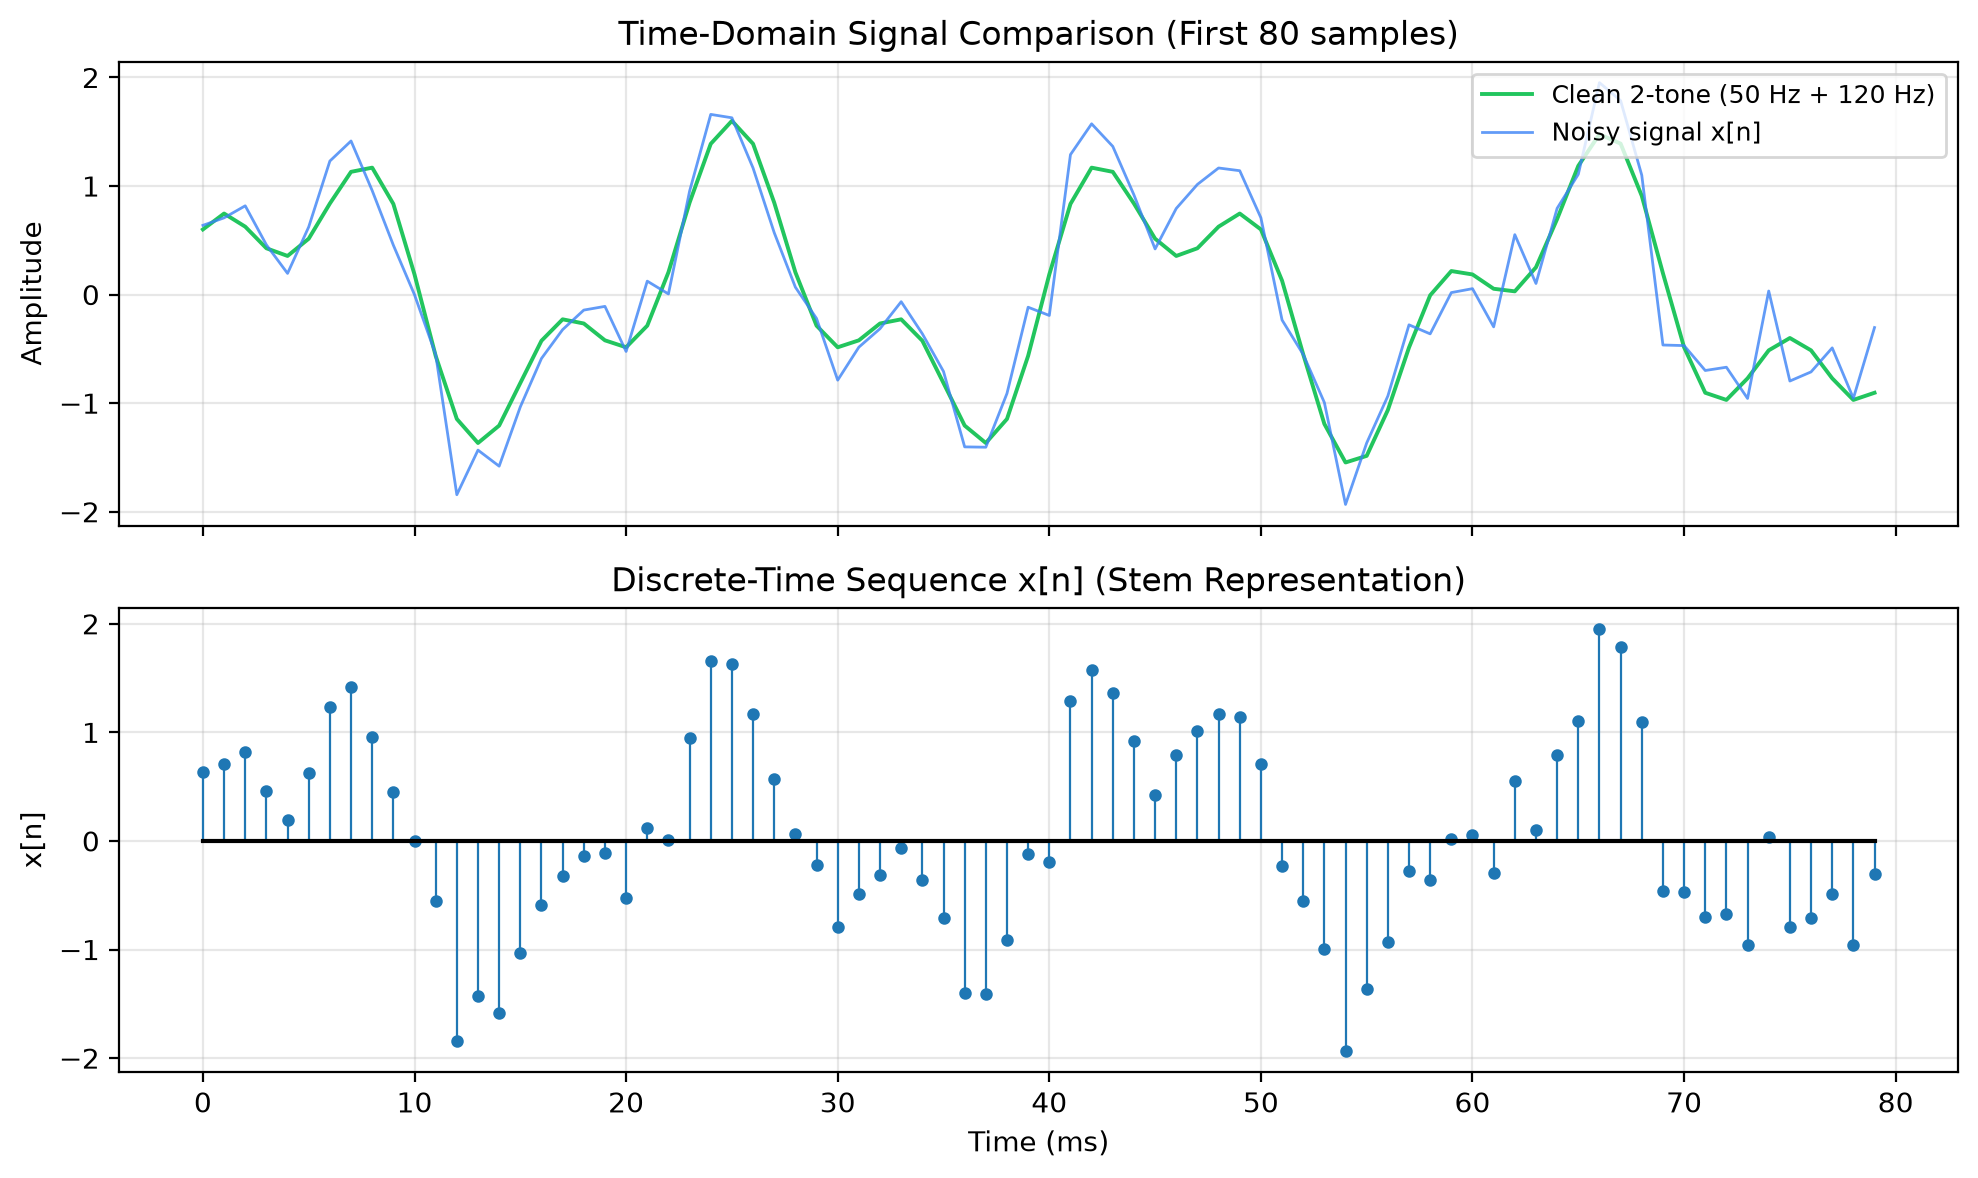 Time-Domain Signal Comparison (First 80 samples)
2
1
0
−1
−2
Amplitude
Clean 2-tone (50 Hz + 120 Hz)
Noisy signal x[n]
Discrete-Time Sequence x[n] (Stem Representation)
2
1
0
−1
−2
x[n]
0 10 20 30 40 50 60 70 80
Time (ms)